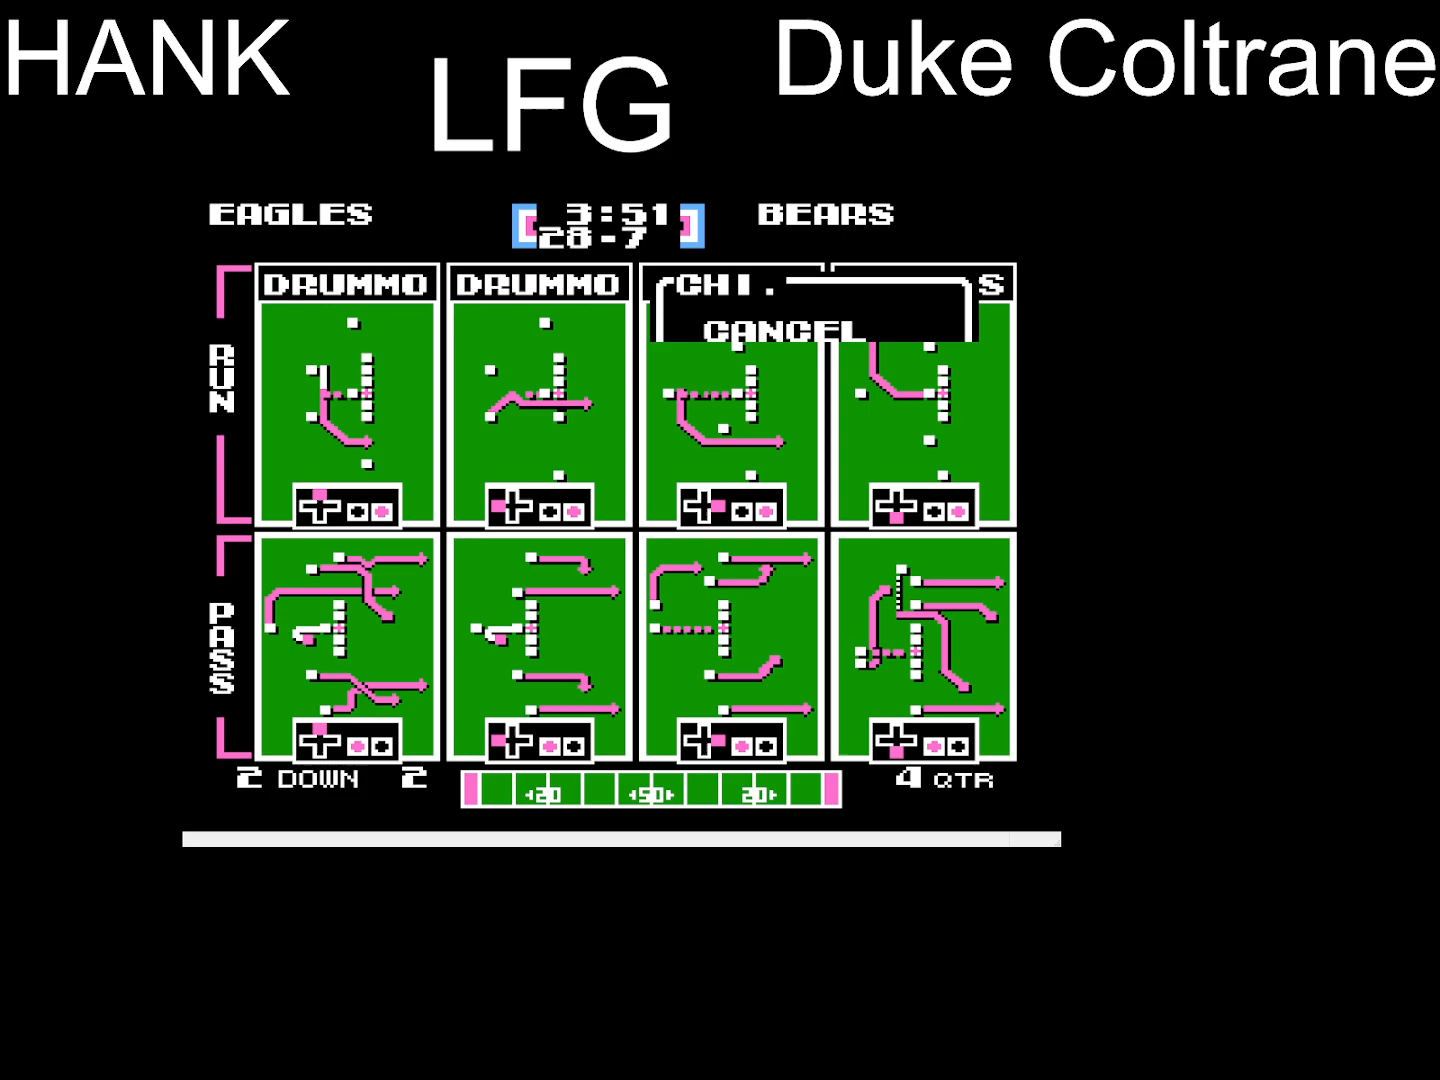 HANK
LFG
Duke Coltrane
EAGLES
3:51
28-7
BEARS
DRUMMO
DRUMMO
CHI.
CANCEL
S
RUN
PASS
2 DOWN 2
20
50
20
4 QTR